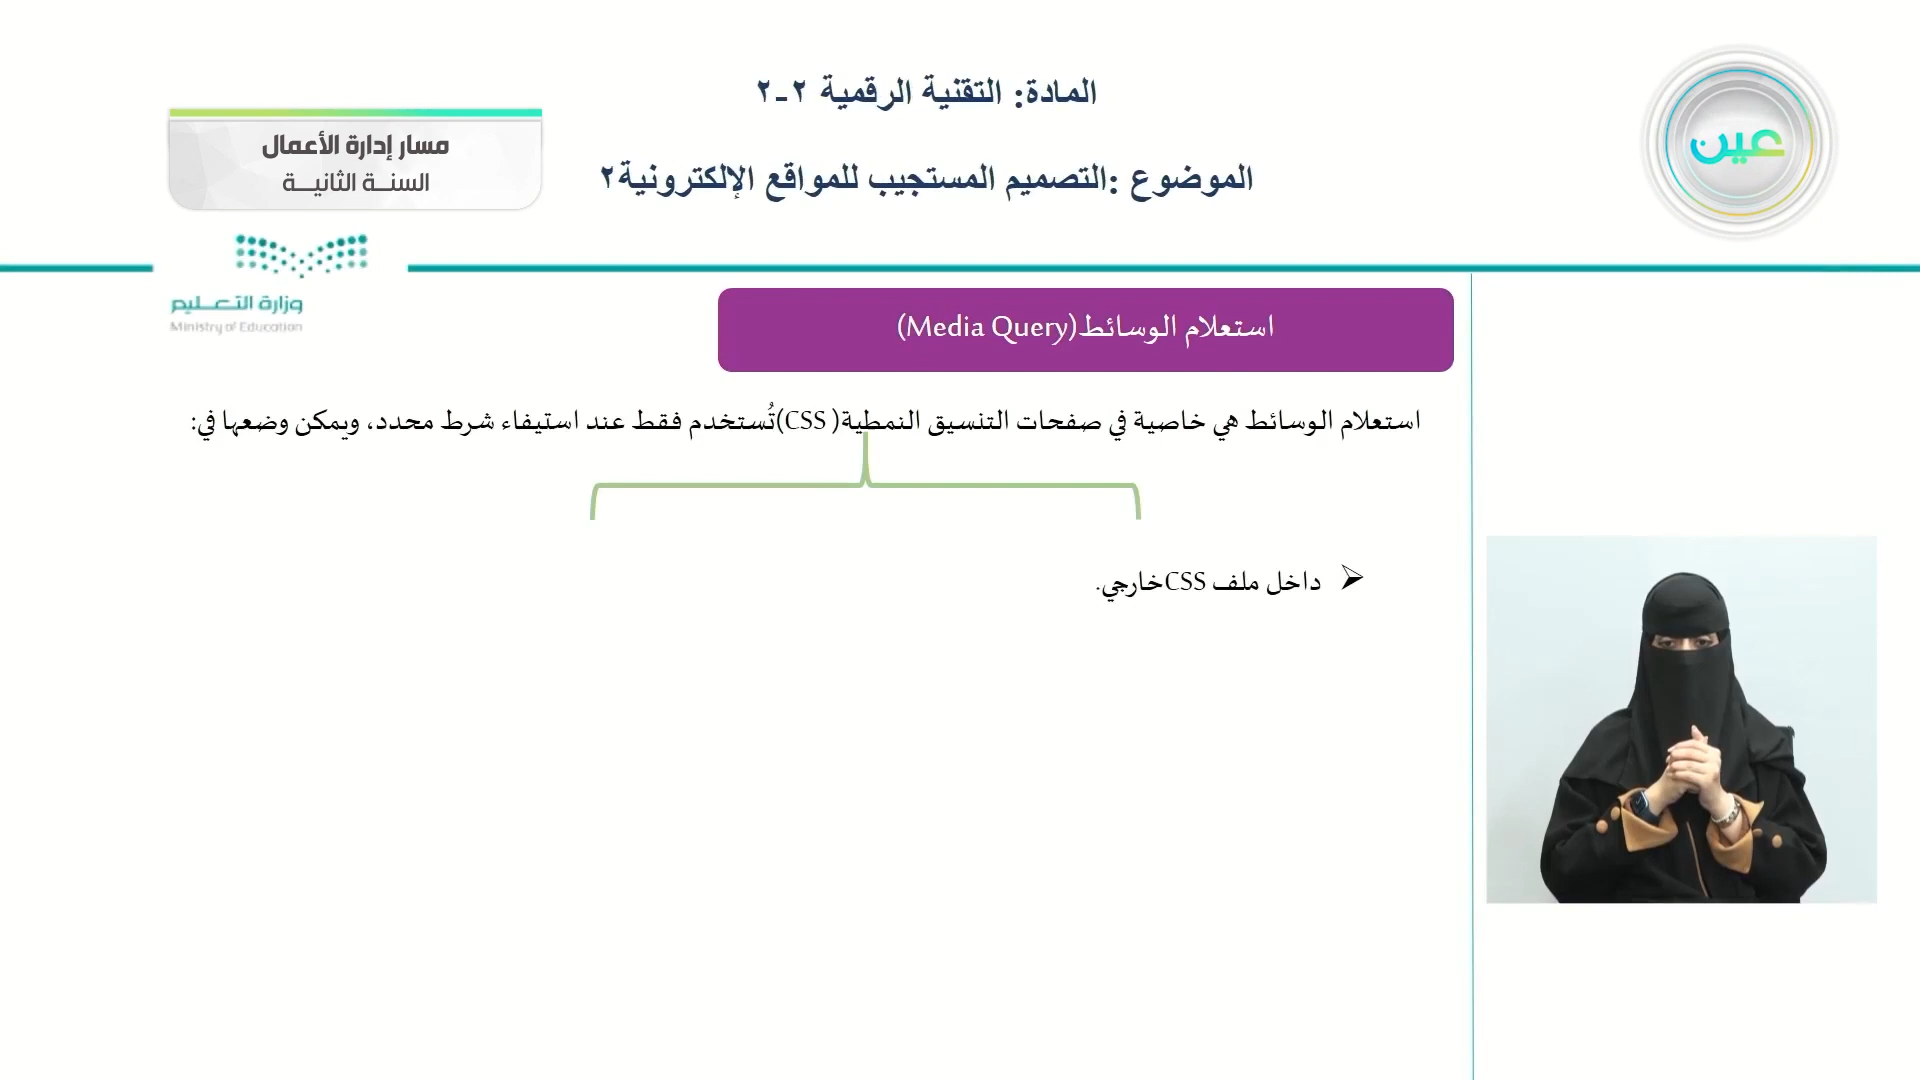 المادة: التقنية الرقمية ٢-٢
الموضوع :التصميم المستجيب للمواقع الإلكترونية٢
عين
مسار إدارة الأعمال
السنة الثانية
وزارة التعليم
Ministry of Education
استعلام الوسائط(Media Query)
استعلام الوسائط هي خاصية في صفحات التنسيق النمطية( CSS)تُستخدم فقط عند استيفاء شرط محدد، ويمكن وضعها في:
داخل ملف CSSخارجي.